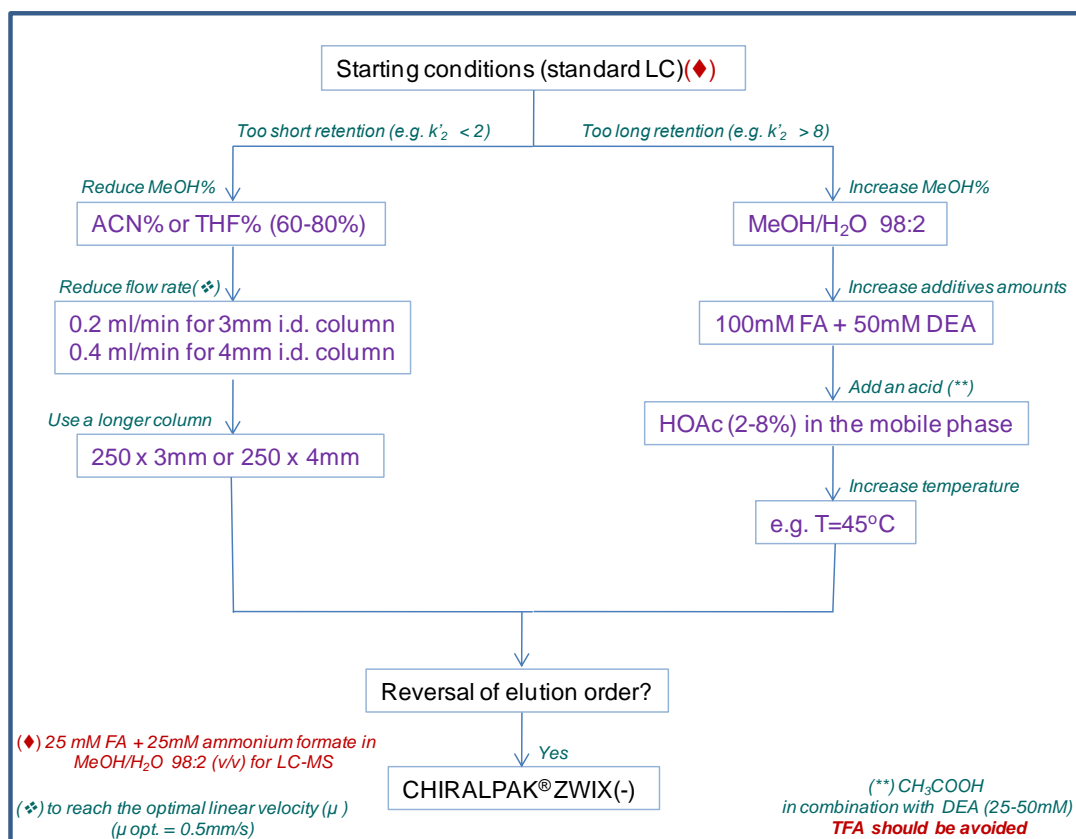 Starting conditions (standard LC)(♦)
Too short retention (e.g. k'₂ < 2)
Too long retention (e.g. k'₂ > 8)
Reduce MeOH%
ACN% or THF% (60-80%)
Reduce flow rate(❖)
0.2 ml/min for 3mm i.d. column
0.4 ml/min for 4mm i.d. column
Use a longer column
250 x 3mm or 250 x 4mm
Increase MeOH%
MeOH/H₂O 98:2
Increase additives amounts
100mM FA + 50mM DEA
Add an acid (**)
HOAc (2-8%) in the mobile phase
Increase temperature
e.g. T=45°C
Reversal of elution order?
Yes
CHIRALPAK® ZWIX(-)
(♦) 25 mM FA + 25mM ammonium formate in
MeOH/H₂O 98:2 (v/v) for LC-MS
(❖) to reach the optimal linear velocity (μ )
(μ opt. = 0.5mm/s)
(**) CH₃COOH
in combination with DEA (25-50mM)
TFA should be avoided